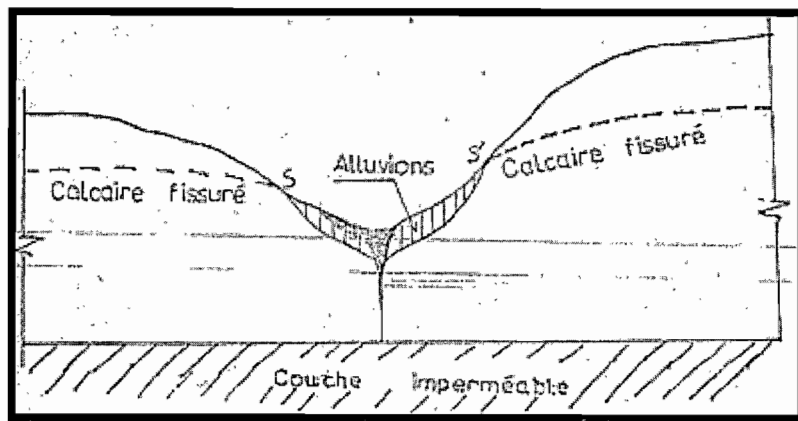 S'
Alluvions
Calcaire fissuré
S
Calcaire fissuré
Couche imperméable